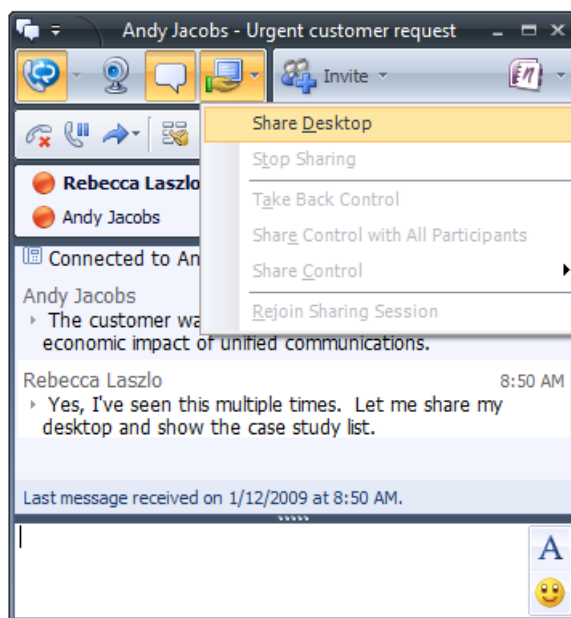 Andy Jacobs - Urgent customer request
Invite
Share Desktop
Stop Sharing
Take Back Control
Share Control with All Participants
Share Control
Rejoin Sharing Session
Rebecca Laszlo
Andy Jacobs
Connected to An
Andy Jacobs
The customer wa
economic impact of unified communications.
Rebecca Laszlo 8:50 AM
Yes, I've seen this multiple times. Let me share my
desktop and show the case study list.
Last message received on 1/12/2009 at 8:50 AM.
A